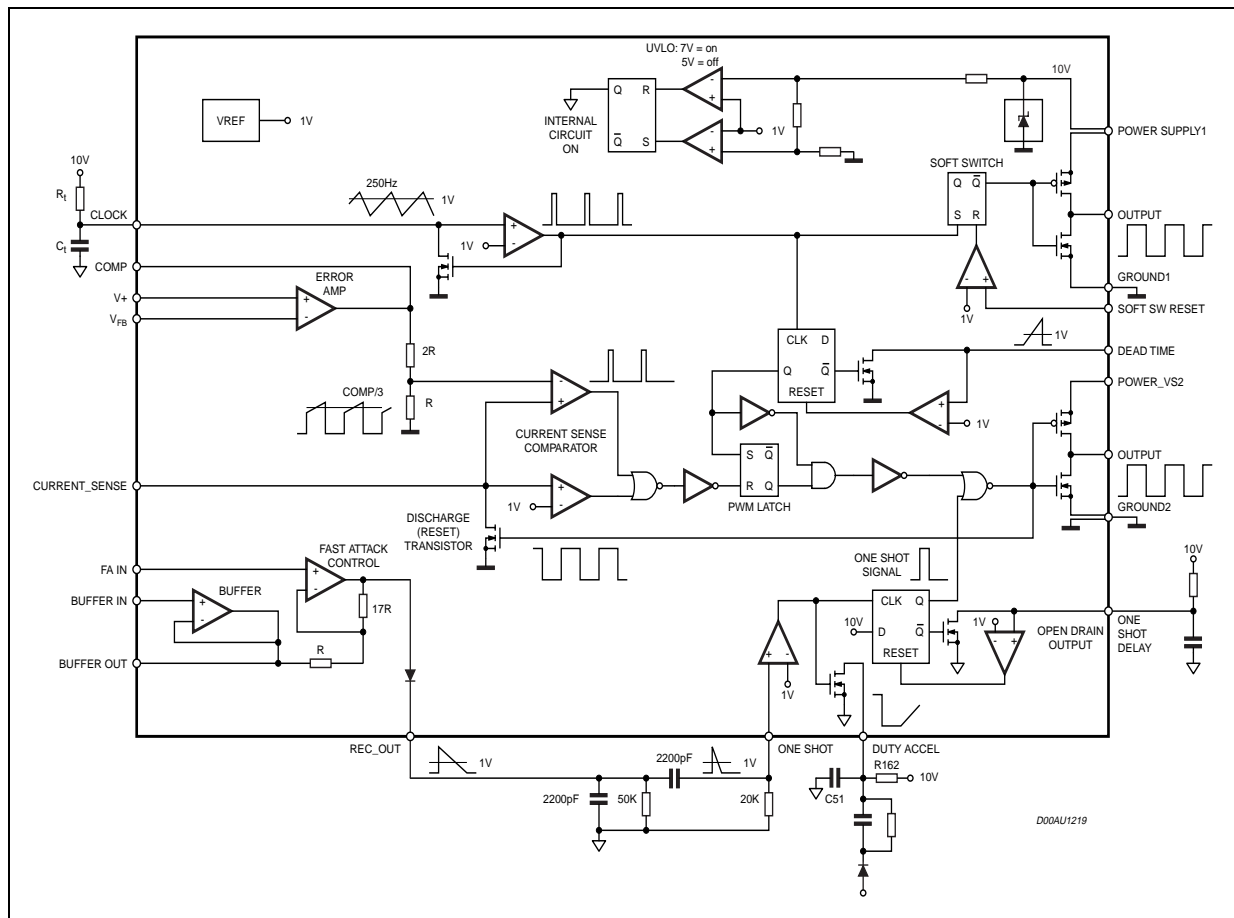 UVLO: 7V = on
5V = off
10V
Q R
Q S
INTERNAL
CIRCUIT
ON
- + - +
1V
VREF
1V
POWER SUPPLY1
SOFT SWITCH
Q Q
S R
10V
Rt
250Hz
1V
CLOCK
Ct
1V
OUTPUT
COMP
ERROR
AMP
V+
VFB
GROUND1
SOFT SW RESET
1V
1V
DEAD TIME
2R
CLK D
Q Q
RESET
POWER_VS2
COMP/3
R
1V
CURRENT SENSE
COMPARATOR
OUTPUT
S Q
R Q
CURRENT_SENSE
1V
PWM LATCH
GROUND2
DISCHARGE
(RESET)
TRANSISTOR
FAST ATTACK
CONTROL
ONE SHOT
SIGNAL
10V
FA IN
BUFFER
BUFFER IN
17R
CLK Q
10V
D Q
RESET
1V
OPEN DRAIN
OUTPUT
ONE
SHOT
DELAY
R
BUFFER OUT
1V
REC_OUT
1V
2200pF
1V
ONE SHOT
DUTY ACCEL
R162
10V
2200pF
50K
20K
C51
D00AU1219